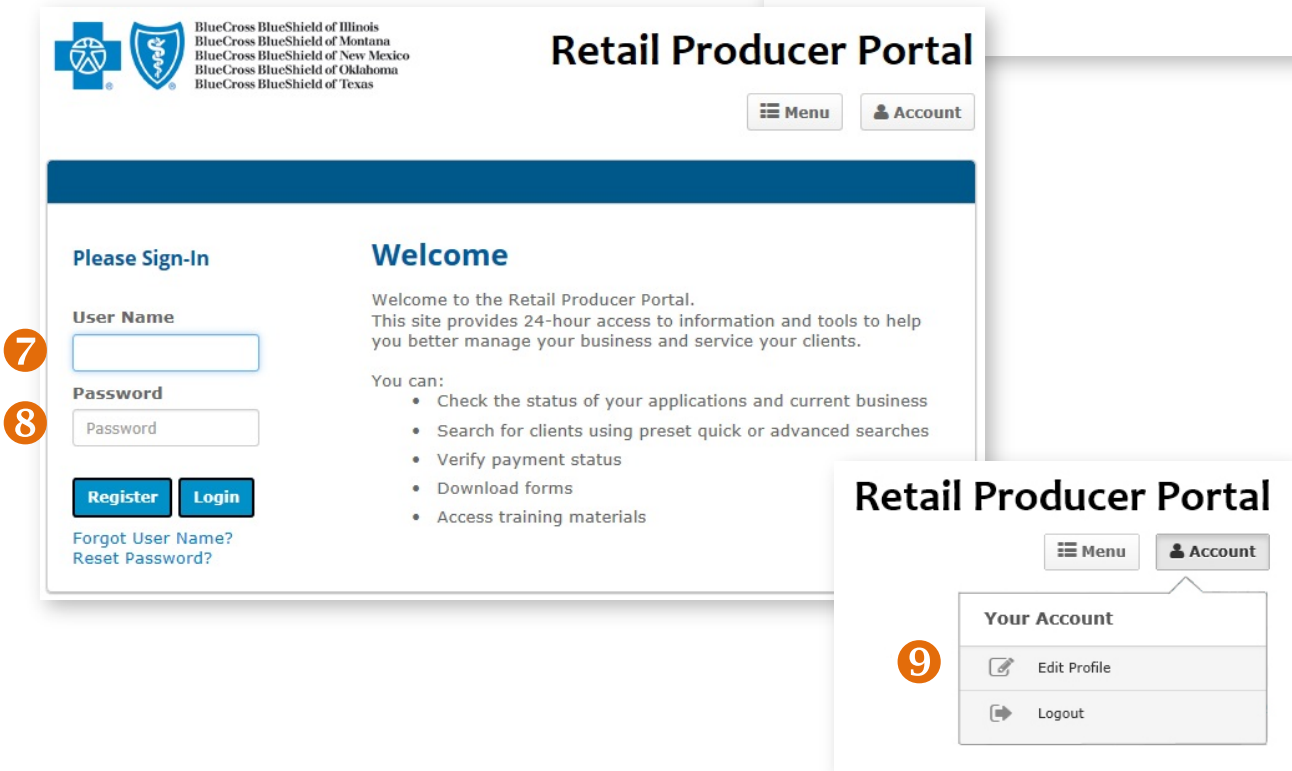 BlueCross BlueShield of Illinois
BlueCross BlueShield of Montana
BlueCross BlueShield of New Mexico
BlueCross BlueShield of Oklahoma
BlueCross BlueShield of Texas
Retail Producer Portal
Menu
Account
Please Sign-In
User Name
7
Password
8
Password
Register
Login
Forgot User Name?
Reset Password?
Welcome
Welcome to the Retail Producer Portal.
This site provides 24-hour access to information and tools to help
you better manage your business and service your clients.
You can:
• Check the status of your applications and current business
• Search for clients using preset quick or advanced searches
• Verify payment status
• Download forms
• Access training materials
Retail Producer Portal
Menu
Account
Your Account
9
Edit Profile
Logout